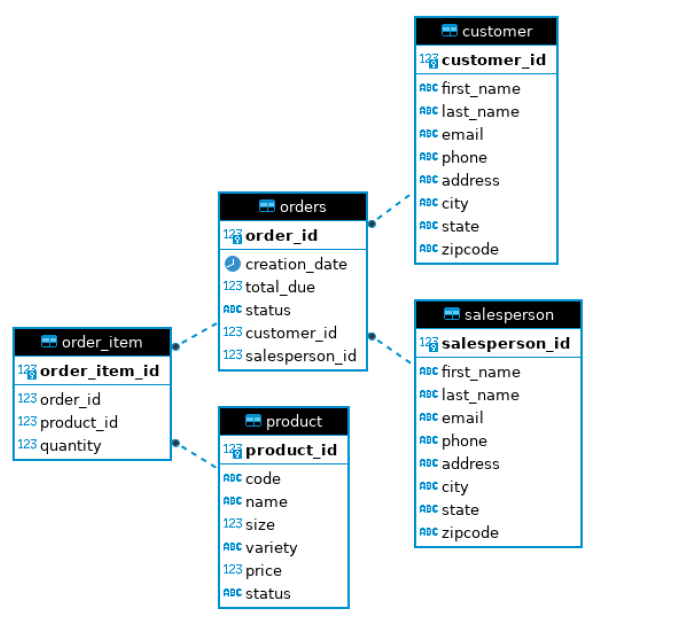 customer
123 customer_id
ABC first_name
ABC last_name
ABC email
ABC phone
ABC address
ABC city
ABC state
ABC zipcode
orders
123 order_id
creation_date
123 total_due
ABC status
123 customer_id
123 salesperson_id
salesperson
123 salesperson_id
ABC first_name
ABC last_name
ABC email
ABC phone
ABC address
ABC city
ABC state
ABC zipcode
order_item
123 order_item_id
123 order_id
123 product_id
123 quantity
product
123 product_id
ABC code
ABC name
123 size
ABC variety
123 price
ABC status